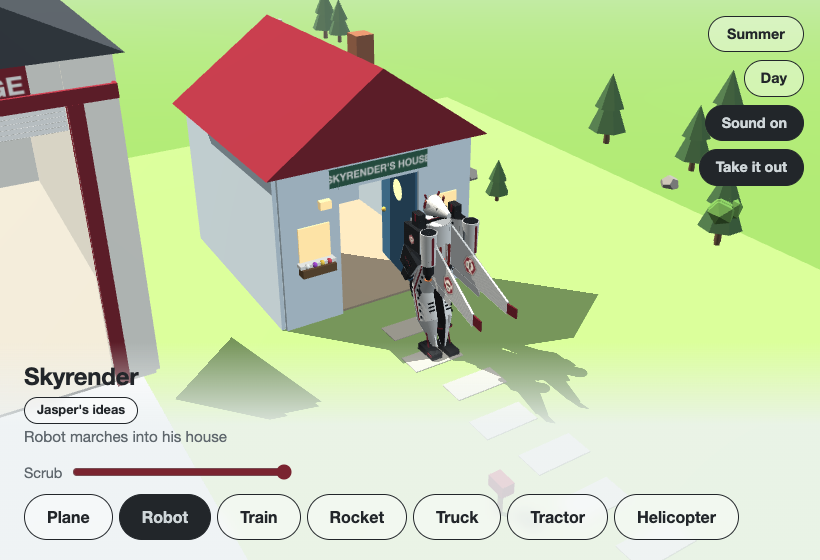 GE
SKYRENDER'S HOUSE
Summer
Day
Sound on
Take it out
Skyrender
Jasper's ideas
Robot marches into his house
Scrub
Plane
Robot
Train
Rocket
Truck
Tractor
Helicopter